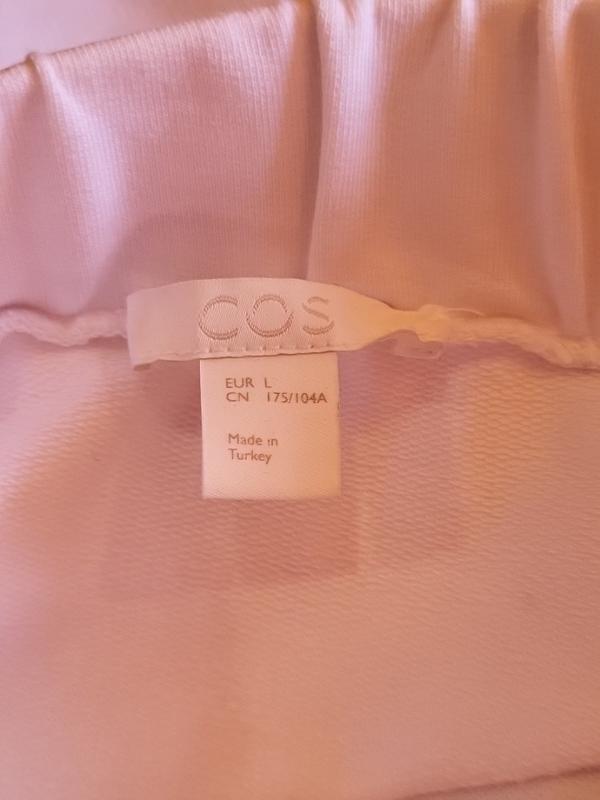 COS
EUR L
CN 175/104A
Made in
Turkey